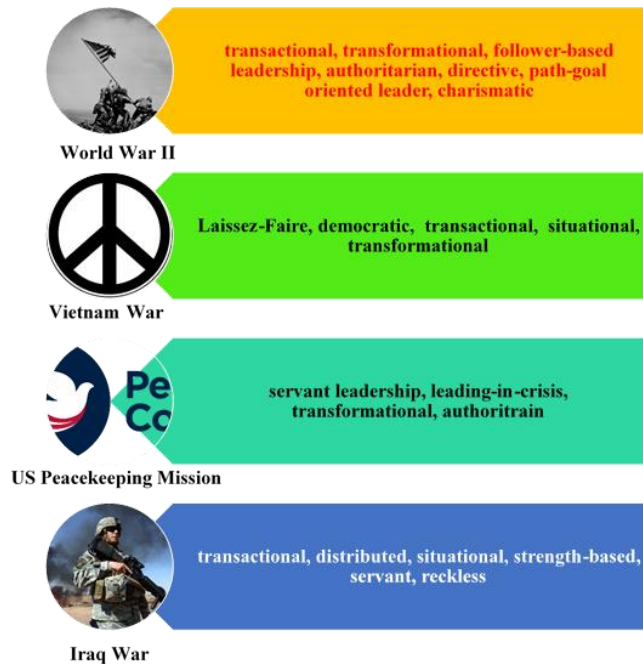 transactional, transformational, follower-based
leadership, authoritarian, directive, path-goal
oriented leader, charismatic
World War II
Laissez-Faire, democratic, transactional, situational,
transformational
Vietnam War
Pe
Co
servant leadership, leading-in-crisis,
transformational, authoritrain
US Peacekeeping Mission
transactional, distributed, situational, strength-based,
servant, reckless
Iraq War